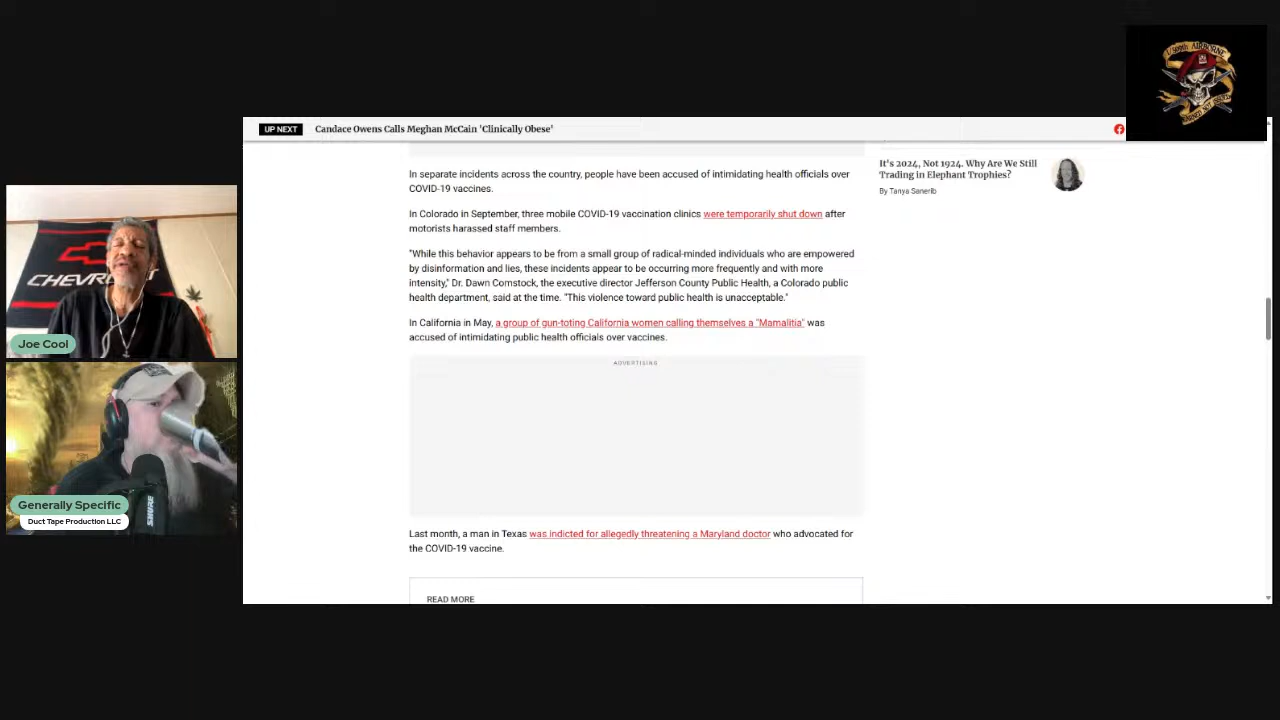 UP NEXT
Candace Owens Calls Meghan McCain 'Clinically Obese'
In separate incidents across the country, people have been accused of intimidating health officials over
COVID-19 vaccines.
In Colorado in September, three mobile COVID-19 vaccination clinics were temporarily shut down after
motorists harassed staff members.
"While this behavior appears to be from a small group of radical-minded individuals who are empowered
by disinformation and lies, these incidents appear to be occurring more frequently and with more
intensity," Dr. Dawn Comstock, the executive director Jefferson County Public Health, a Colorado public
health department, said at the time. "This violence toward public health is unacceptable."
In California in May, a group of gun-toting California women calling themselves a "Mamalitia" was
accused of intimidating public health officials over vaccines.
ADVERTISING
Last month, a man in Texas was indicted for allegedly threatening a Maryland doctor who advocated for
the COVID-19 vaccine.
READ MORE
It's 2024, Not 1924. Why Are We Still
Trading in Elephant Trophies?
By Tanya Sanerib
AIRBORNE
CHEVROLET
Joe Cool
Generally Specific
Duct Tape Production LLC
SHURE